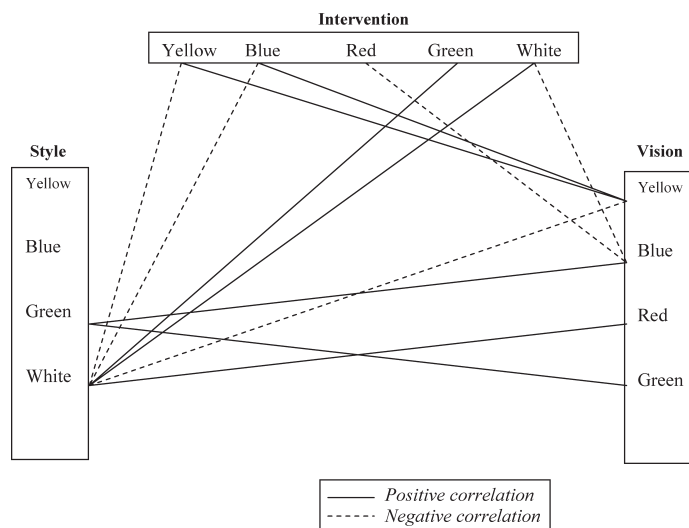 Intervention
Yellow Blue Red Green White
Style
Yellow
Blue
Green
White
Vision
Yellow
Blue
Red
Green
Positive correlation
Negative correlation